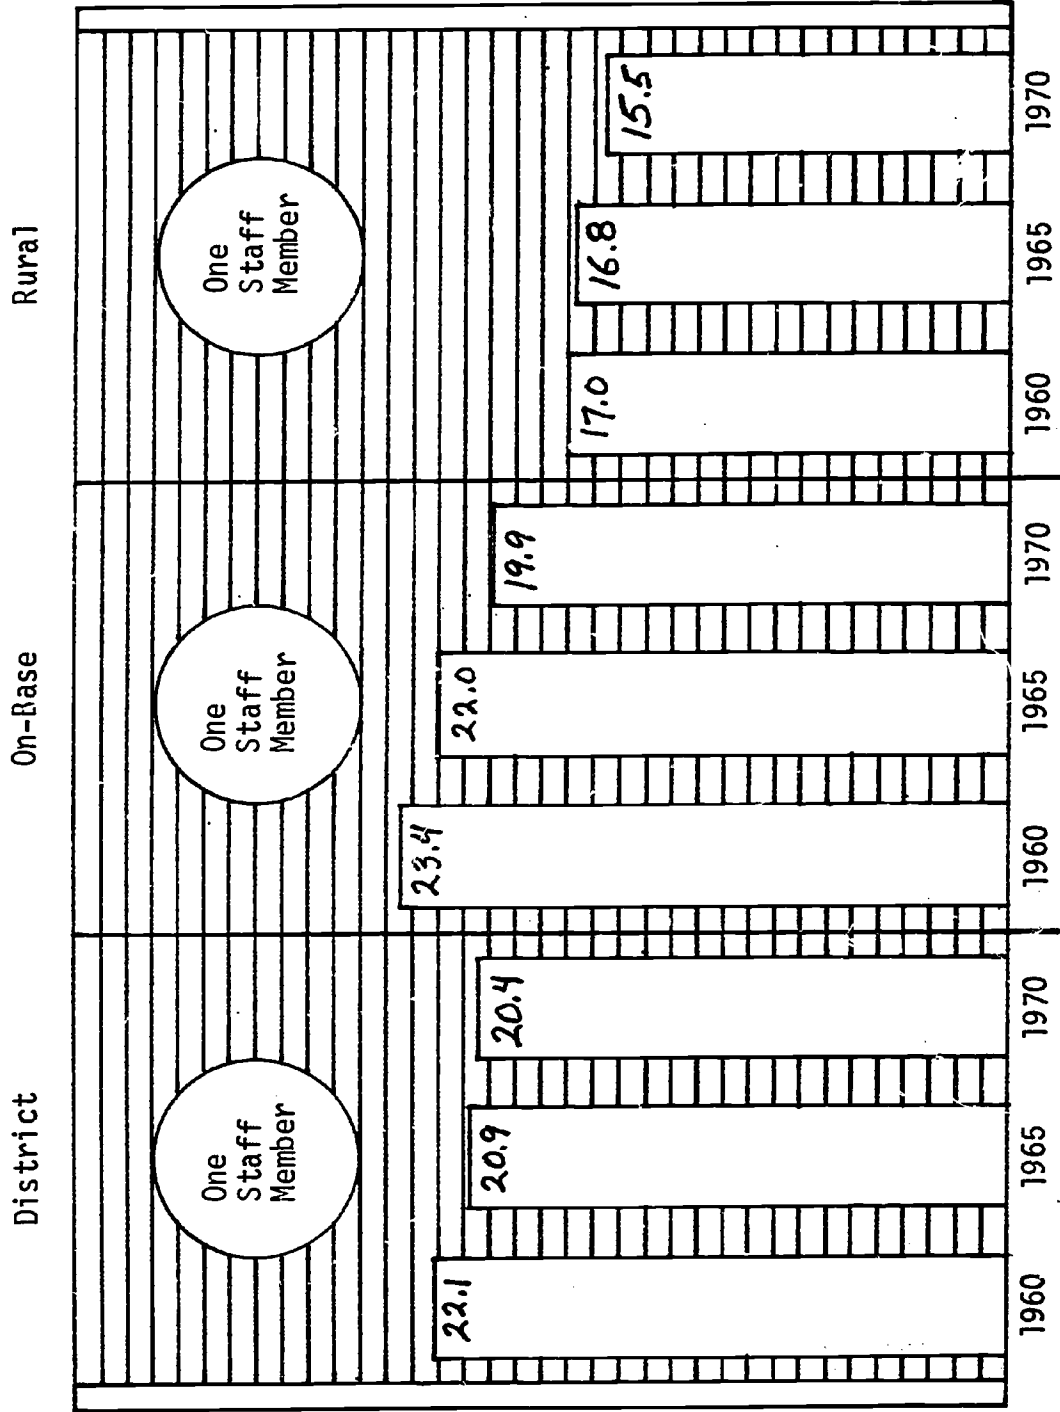 District
On-Base
Rural
One
Staff
Member
One
Staff
Member
One
Staff
Member
22.1
20.9
20.4
23.4
22.0
19.9
17.0
16.8
15.5
1960
1965
1970
1960
1965
1970
1960
1965
1970